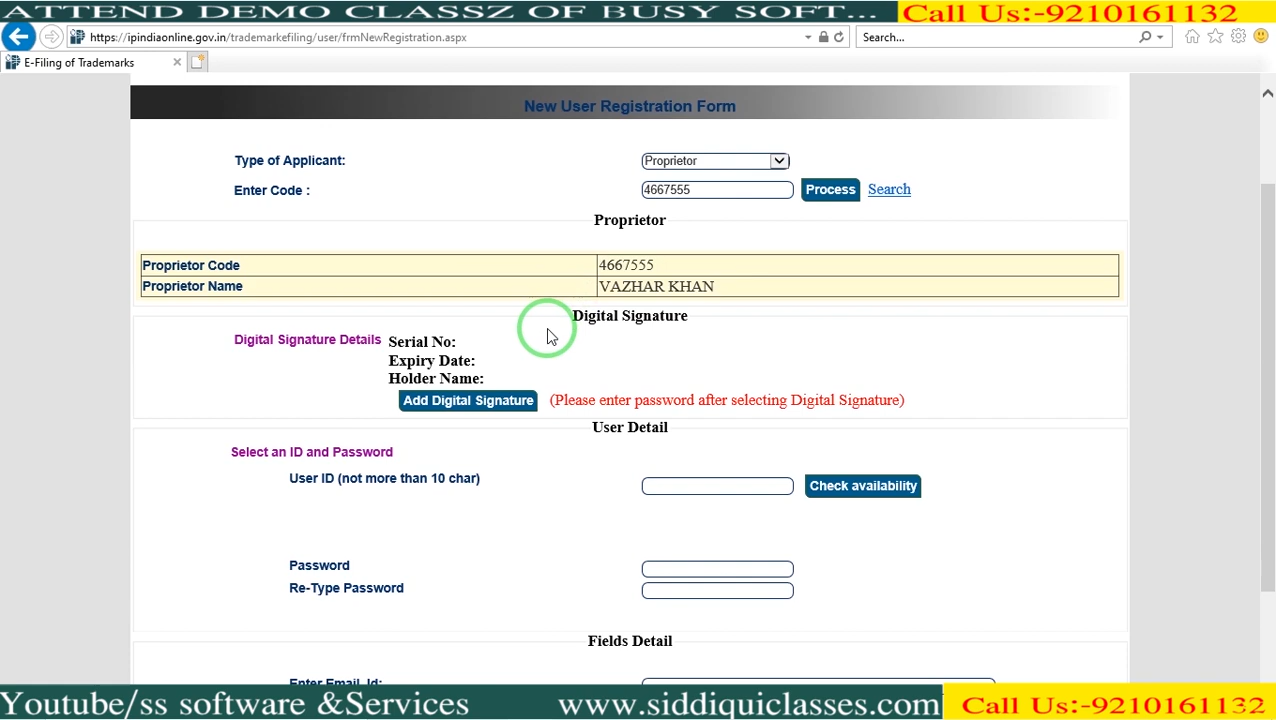 ATTEND DEMO CLASSZ OF BUSY SOFT...
Call Us:-9210161132
https://ipindiaonline.gov.in/trademarkefiling/user/frmNewRegistration.aspx
Search...
E-Filing of Trademarks
New User Registration Form
Type of Applicant:
Proprietor
Enter Code :
4667555
Process
Search
Proprietor
Proprietor Code
4667555
Proprietor Name
VAZHAR KHAN
Digital Signature
Digital Signature Details
Serial No:
Expiry Date:
Holder Name:
Add Digital Signature
(Please enter password after selecting Digital Signature)
User Detail
Select an ID and Password
User ID (not more than 10 char)
Check availability
Password
Re-Type Password
Fields Detail
Enter Email Id:
Youtube/ss software &Services
www.siddiquiclasses.com
Call Us:-9210161132